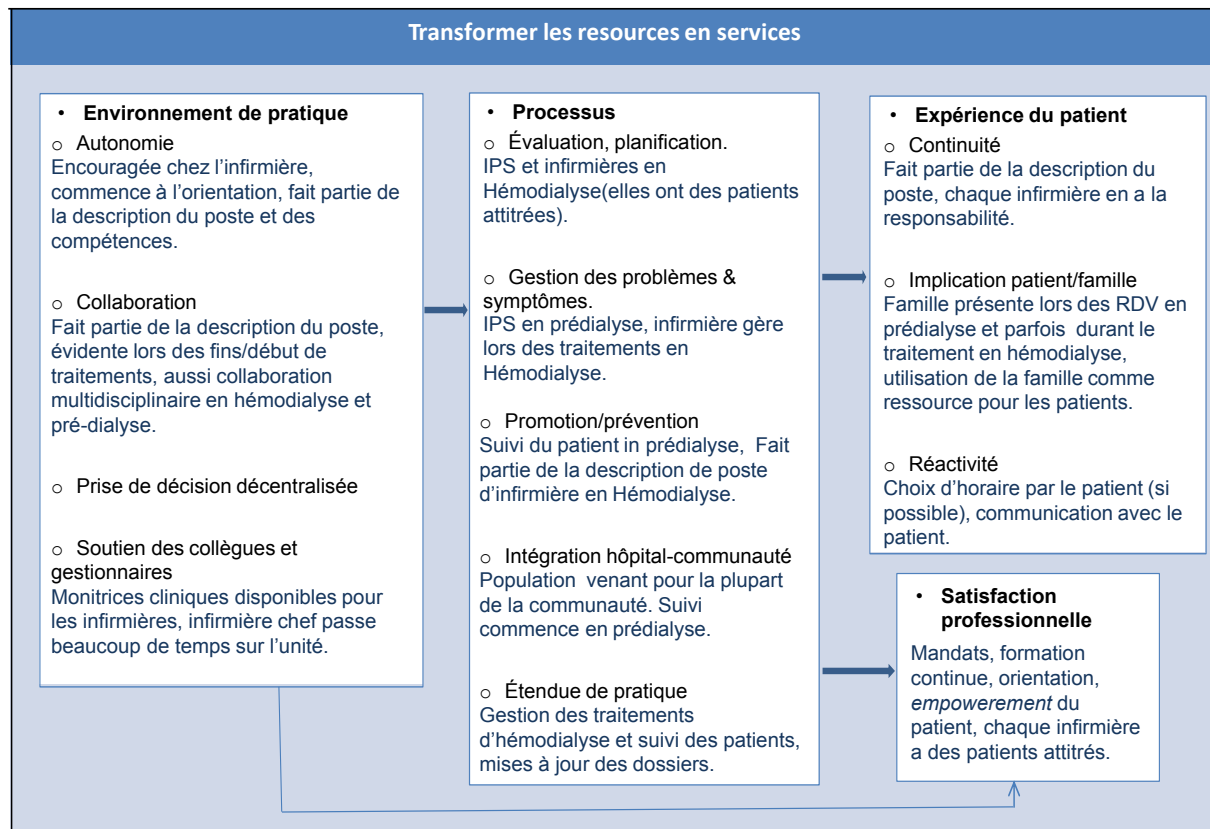 Transformer les resources en services
• Environnement de pratique
o Autonomie
Encouragée chez l'infirmière,
commence à l'orientation, fait partie de
la description du poste et des
compétences.
o Collaboration
Fait partie de la description du poste,
évidente lors des fins/début de
traitements, aussi collaboration
multidisciplinaire en hémodialyse et
pré-dialyse.
o Prise de décision décentralisée
o Soutien des collègues et
gestionnaires
Monitrices cliniques disponibles pour
les infirmières, infirmière chef passe
beaucoup de temps sur l'unité.
• Processus
o Évaluation, planification.
IPS et infirmières en
Hémodialyse(elles ont des patients
attitrées).
o Gestion des problèmes &
symptômes.
IPS en prédialyse, infirmière gère
lors des traitements en
Hémodialyse.
o Promotion/prévention
Suivi du patient in prédialyse, Fait
partie de la description de poste
d'infirmière en Hémodialyse.
o Intégration hôpital-communauté
Population venant pour la plupart
de la communauté. Suivi
commence en prédialyse.
o Étendue de pratique
Gestion des traitements
d'hémodialyse et suivi des patients,
mises à jour des dossiers.
• Expérience du patient
o Continuité
Fait partie de la description du
poste, chaque infirmière en a la
responsabilité.
o Implication patient/famille
Famille présente lors des RDV en
prédialyse et parfois durant le
traitement en hémodialyse,
utilisation de la famille comme
ressource pour les patients.
o Réactivité
Choix d'horaire par le patient (si
possible), communication avec le
patient.
• Satisfaction
professionnelle
Mandats, formation
continue, orientation,
empowerement du
patient, chaque infirmière
a des patients attitrés.